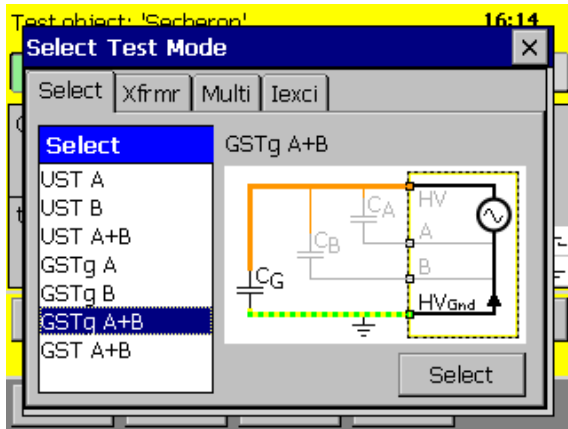 Test object: 'Secheron' 16:14
Select Test Mode
Select Xfrmr Multi Iexci
Select
GSTg A+B
UST A
UST B
UST A+B
GSTg A
GSTg B
GSTg A+B
GST A+B
HV
CA
A
CB
B
CG
HVGnd
Select